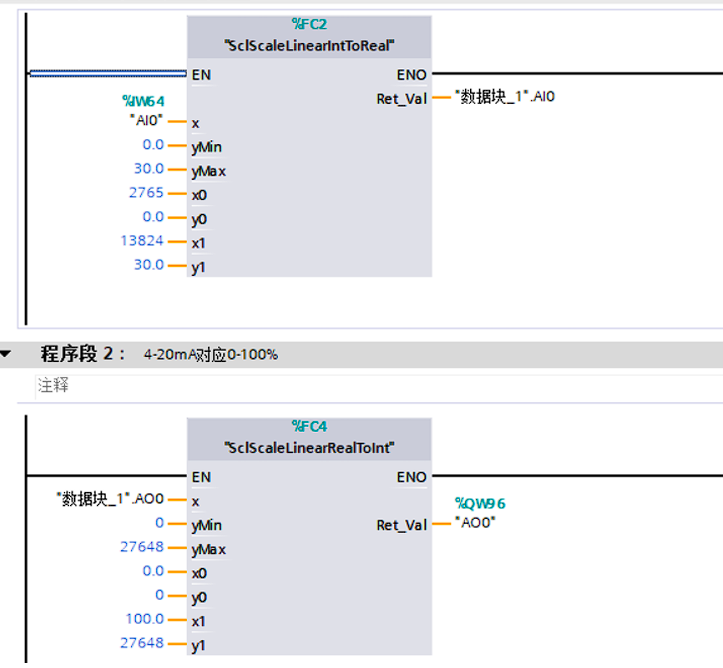 %FC2
"SclScaleLinearIntToReal"
EN ENO
%IW64
"AI0" x
Ret_Val "数据块_1".AI0
0.0 yMin
30.0 yMax
2765 x0
0.0 y0
13824 x1
30.0 y1
程序段 2： 4-20mA对应0-100%
注释
%FC4
"SclScaleLinearRealToInt"
EN ENO
"数据块_1".AO0 x
%QW96
0 yMin
Ret_Val "AO0"
27648 yMax
0.0 x0
0 y0
100.0 x1
27648 y1